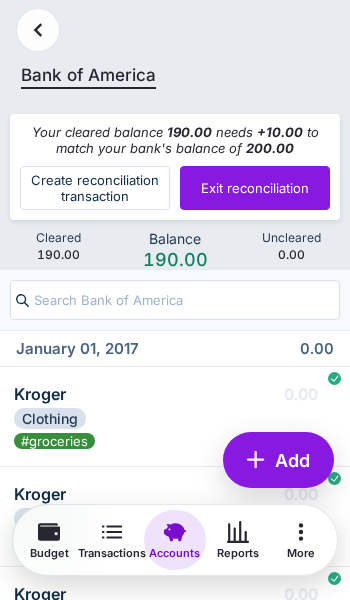 Bank of America
Your cleared balance 190.00 needs +10.00 to
match your bank's balance of 200.00
Create reconciliation
transaction
Exit reconciliation
Cleared
190.00
Balance
190.00
Uncleared
0.00
Search Bank of America
January 01, 2017 0.00
Kroger 0.00
Clothing
#groceries
Add
Kroger 0.00
Budget Transactions Accounts Reports More
Kroger 0.00